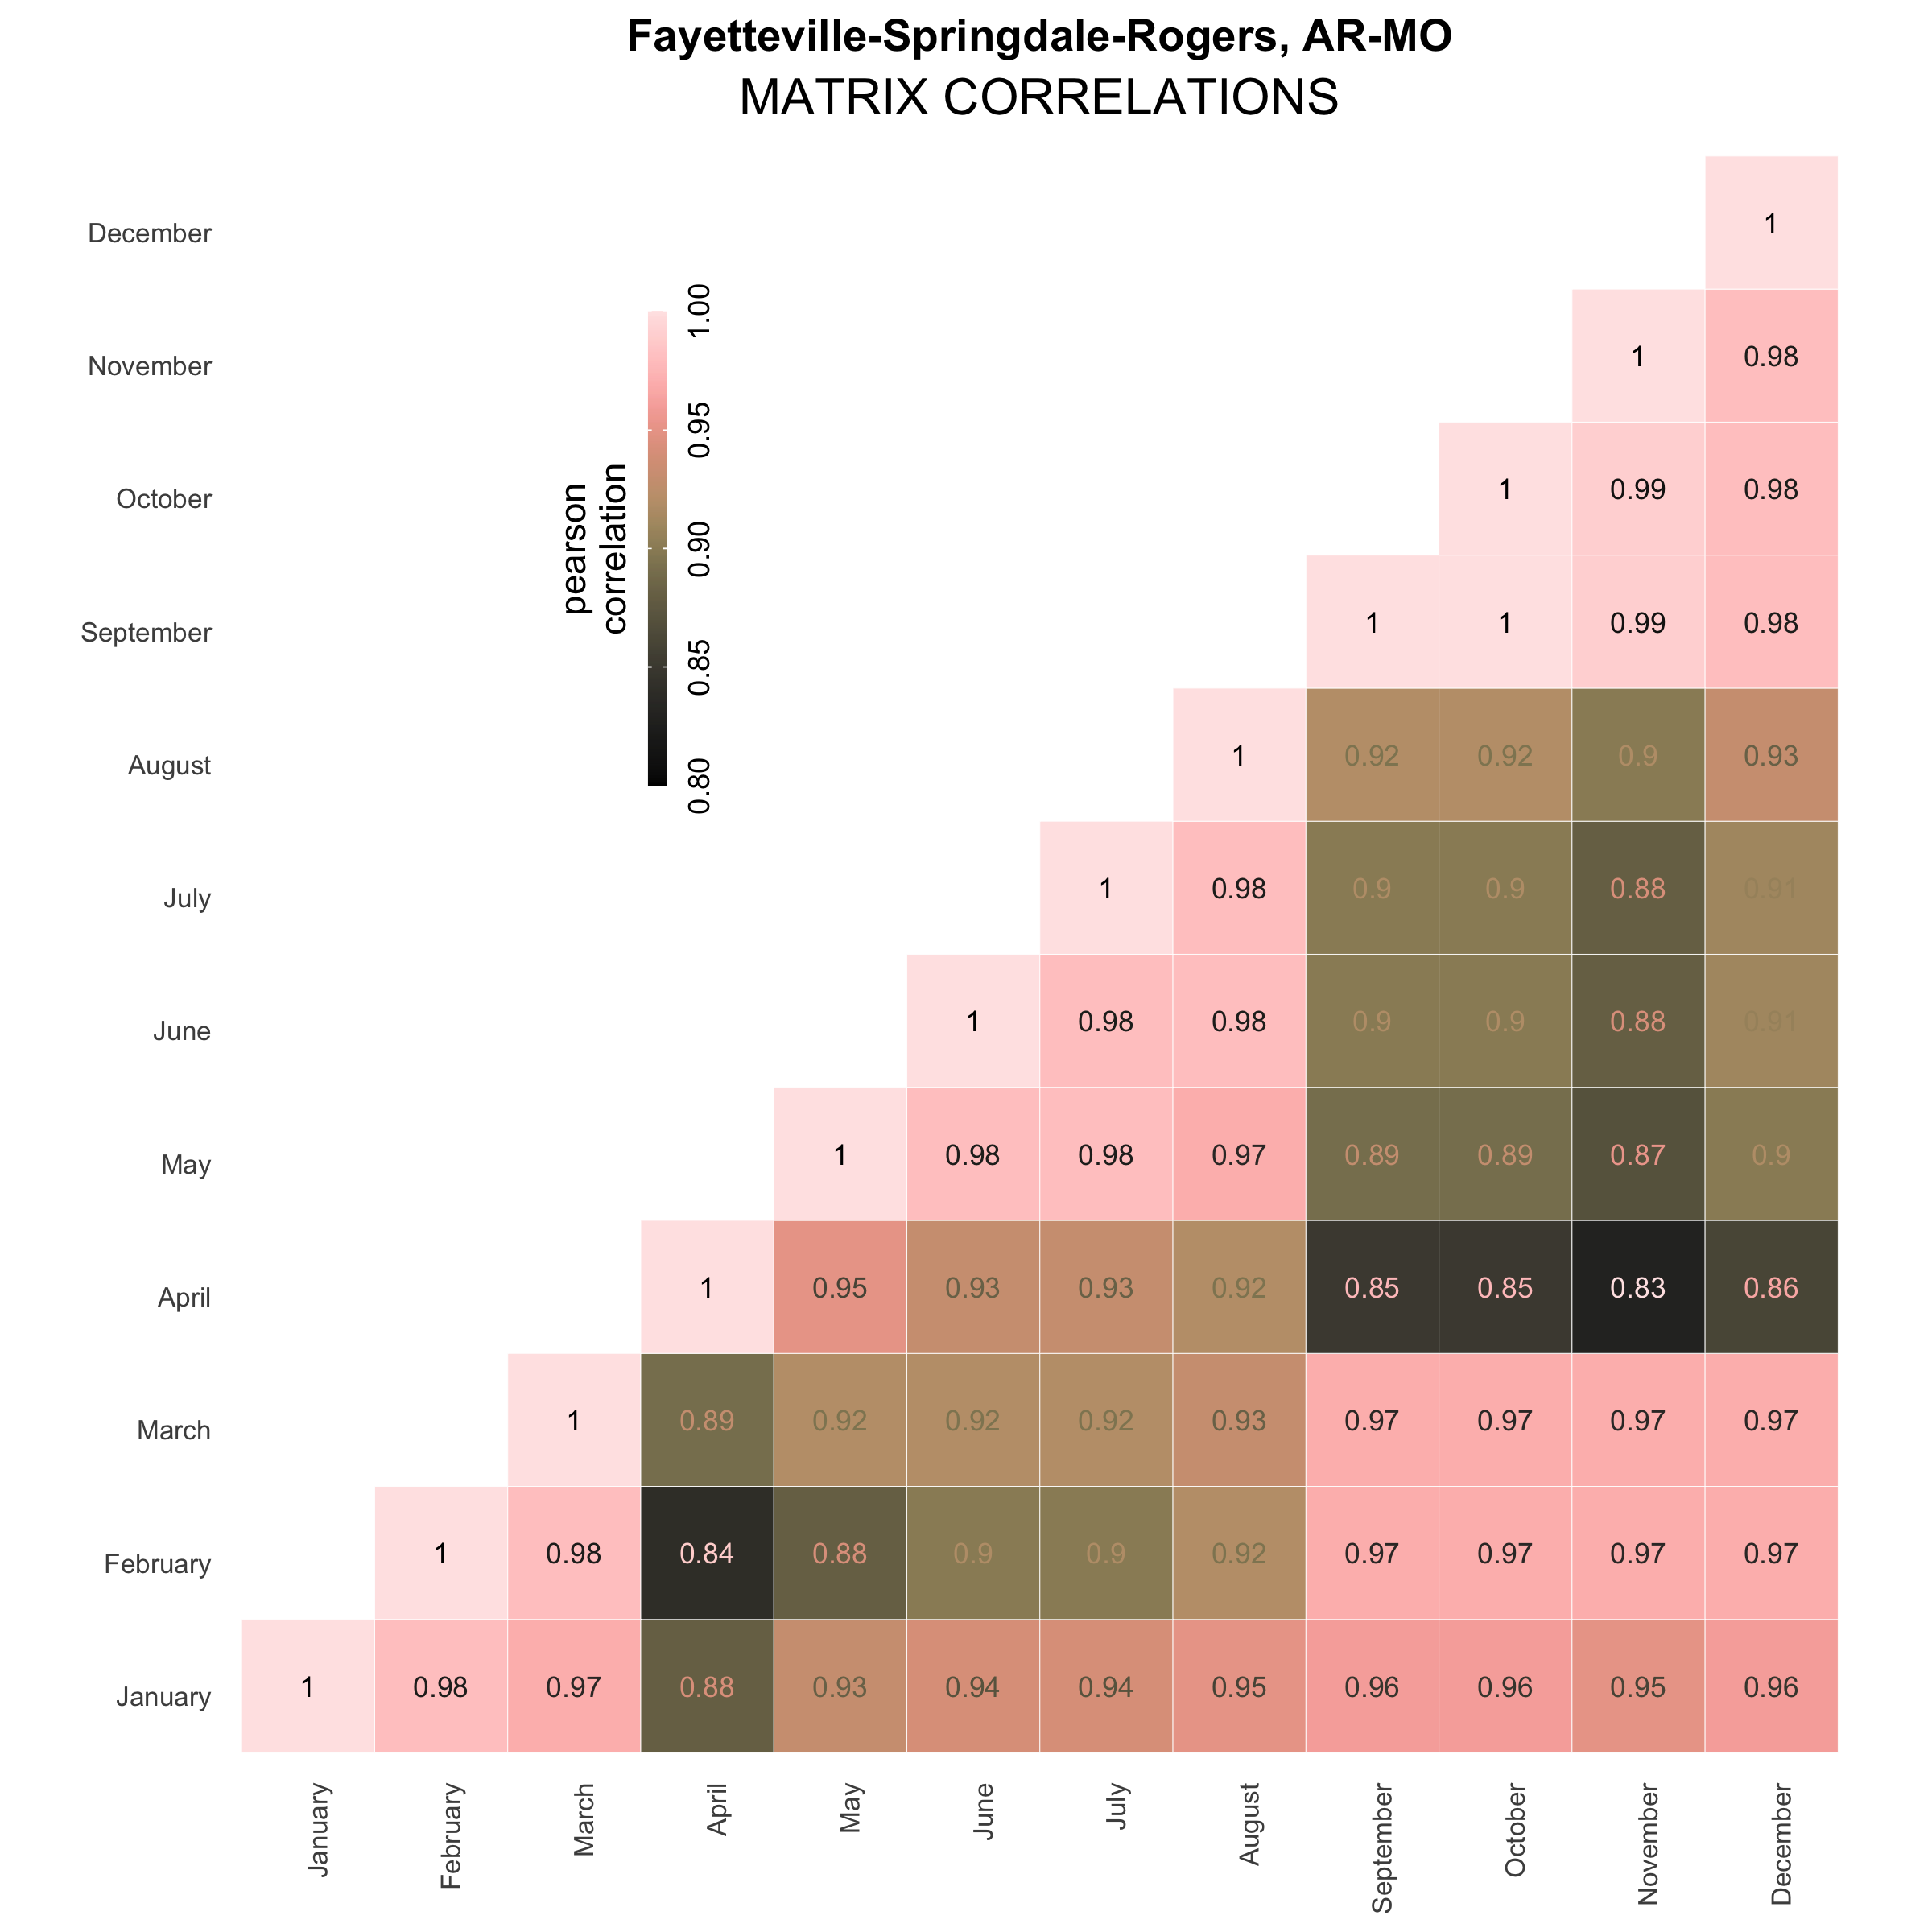 Fayetteville-Springdale-Rogers, AR-MO
MATRIX CORRELATIONS
pearson
correlation
1.00
0.95
0.90
0.85
0.80
December 1
November 1 0.98
October 1 0.99 0.98
September 1 1 0.99 0.98
August 1 0.92 0.92 0.9 0.93
July 1 0.98 0.9 0.9 0.88 0.91
June 1 0.98 0.98 0.9 0.9 0.88 0.91
May 1 0.98 0.98 0.97 0.89 0.89 0.87 0.9
April 1 0.95 0.93 0.93 0.92 0.85 0.85 0.83 0.86
March 1 0.89 0.92 0.92 0.92 0.93 0.97 0.97 0.97 0.97
February 1 0.98 0.84 0.88 0.9 0.9 0.92 0.97 0.97 0.97 0.97
January 1 0.98 0.97 0.88 0.93 0.94 0.94 0.95 0.96 0.96 0.95 0.96
January February March April May June July August September October November December